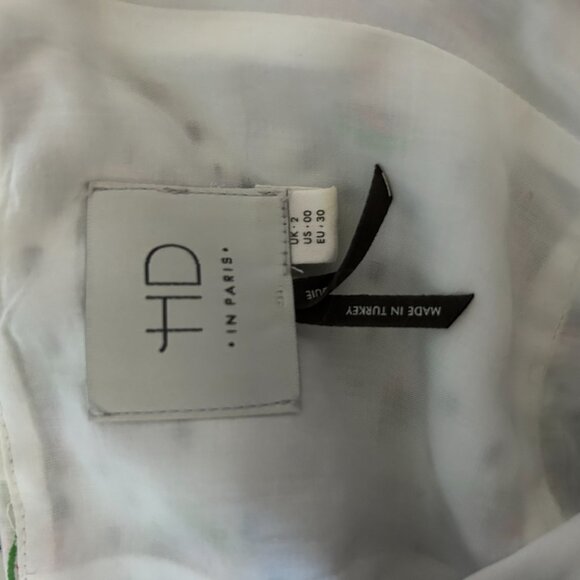 HD
• IN PARIS •
UK • 2
US • 00
EU • 30
MADE IN TURKEY